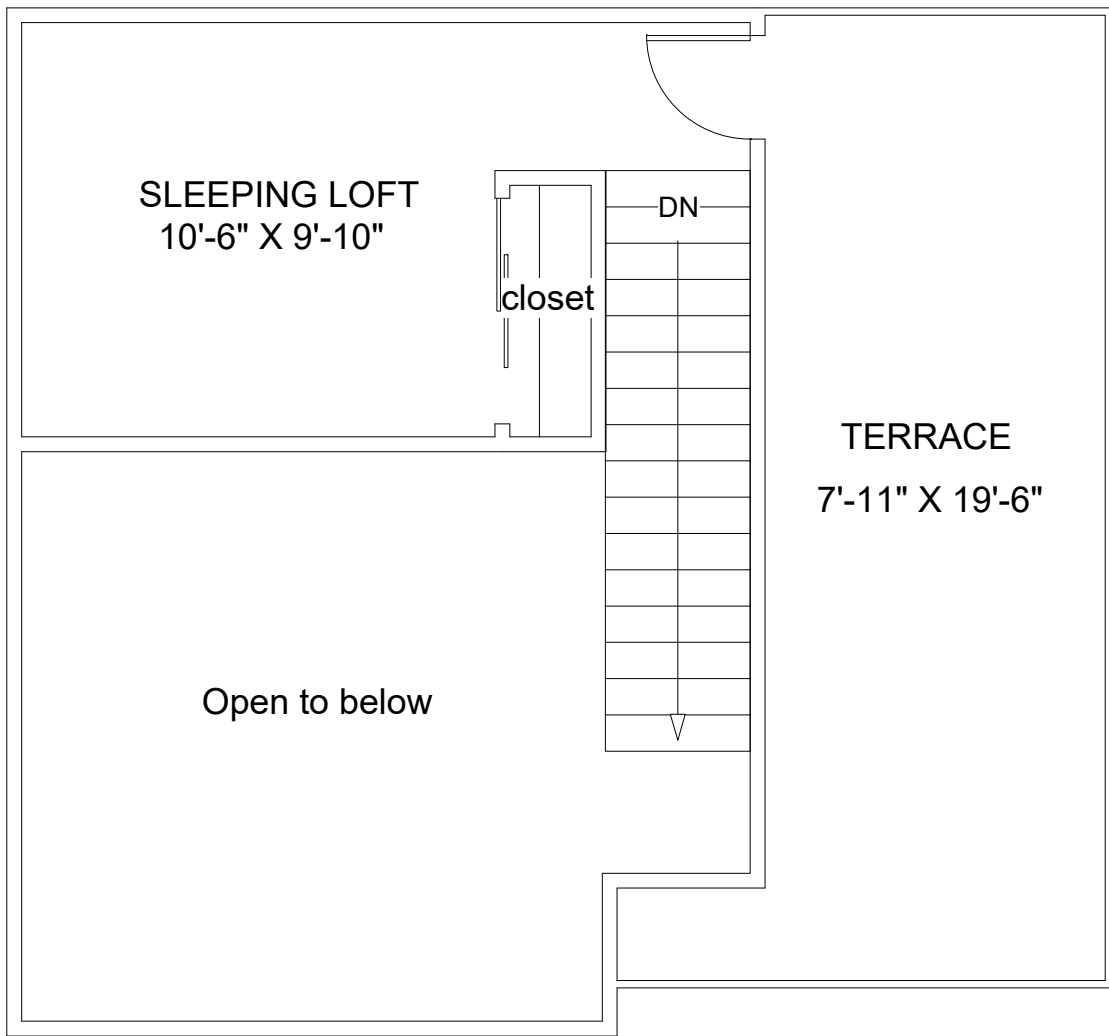 SLEEPING LOFT
10'-6" X 9'-10"
DN
closet
TERRACE
7'-11" X 19'-6"
Open to below